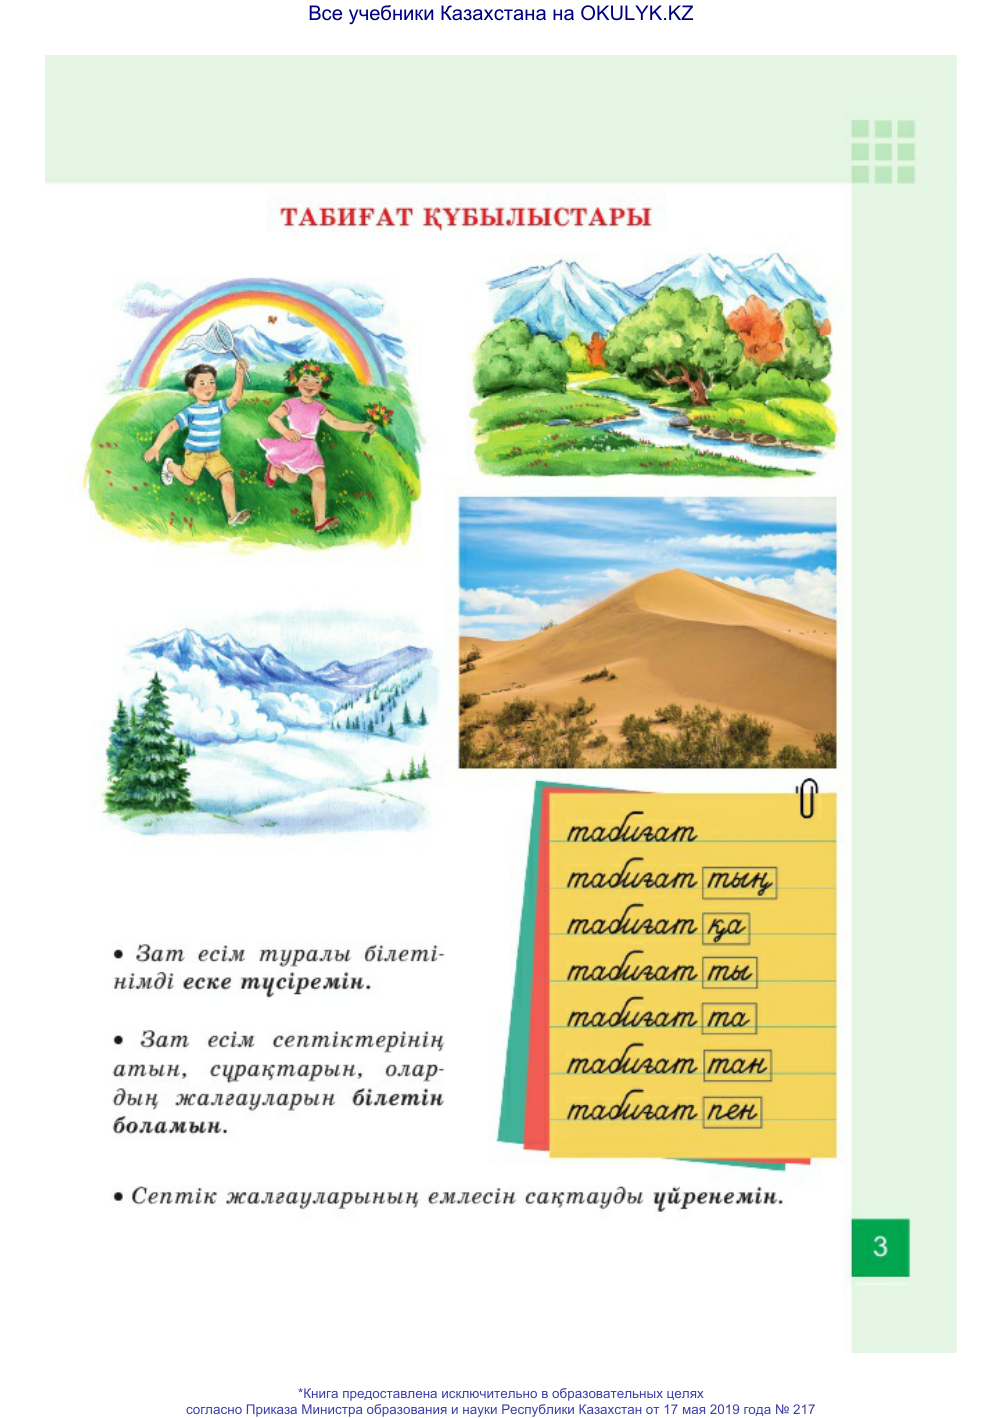 Все учебники Казахстана на OKULYK.KZ
ТАБИҒАТ ҚҰБЫЛЫСТАРЫ
табиғат
табиғат тың
табиғат қа
табиғат ты
табиғат та
табиғат тан
табиғат пен
• Зат есім туралы білеті-
німді еске түсіремін.
• Зат есім септіктерінің
атын, сұрақтарын, олар-
дың жалғауларын білетін
боламын.
• Септік жалғауларының емлесін сақтауды үйренемін.
3
*Книга предоставлена исключительно в образовательных целях
согласно Приказа Министра образования и науки Республики Казахстан от 17 мая 2019 года № 217